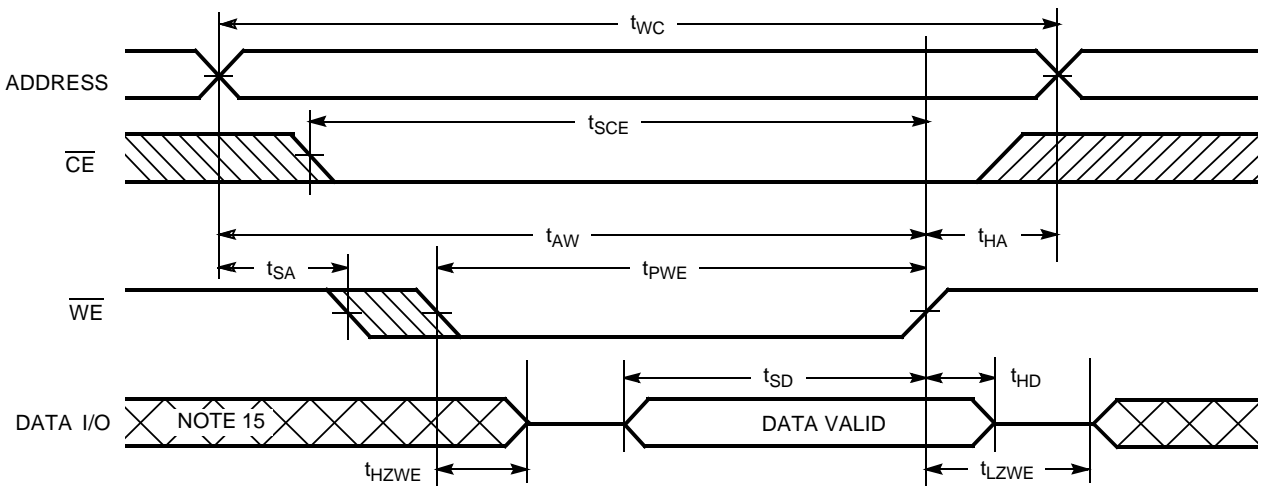 tWC
ADDRESS
tSCE
CE
tAW
tHA
tSA
tPWE
WE
tSD
tHD
DATA I/O
NOTE 15
DATA VALID
tHZWE
tLZWE